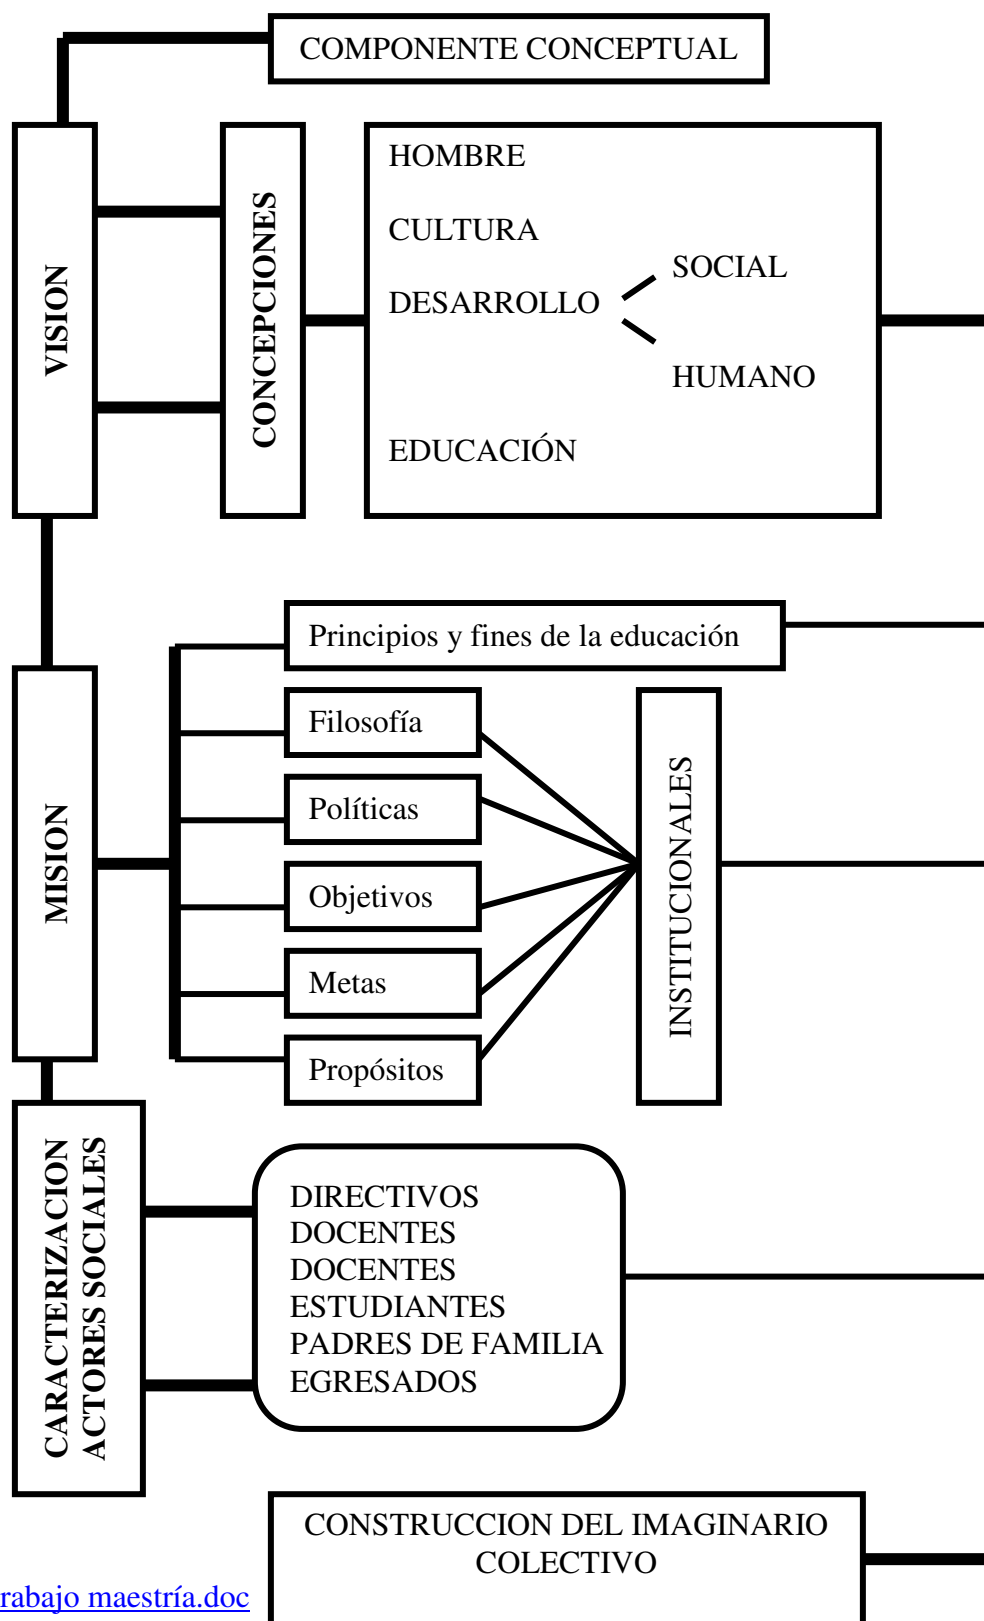 COMPONENTE CONCEPTUAL
VISION
CONCEPCIONES
HOMBRE
CULTURA
SOCIAL
DESARROLLO
HUMANO
EDUCACIÓN
MISION
Principios y fines de la educación
Filosofía
Políticas
Objetivos
Metas
Propósitos
INSTITUCIONALES
CARACTERIZACION
ACTORES SOCIALES
DIRECTIVOS
DOCENTES
DOCENTES
ESTUDIANTES
PADRES DE FAMILIA
EGRESADOS
CONSTRUCCION DEL IMAGINARIO
COLECTIVO
rabajo maestría.doc